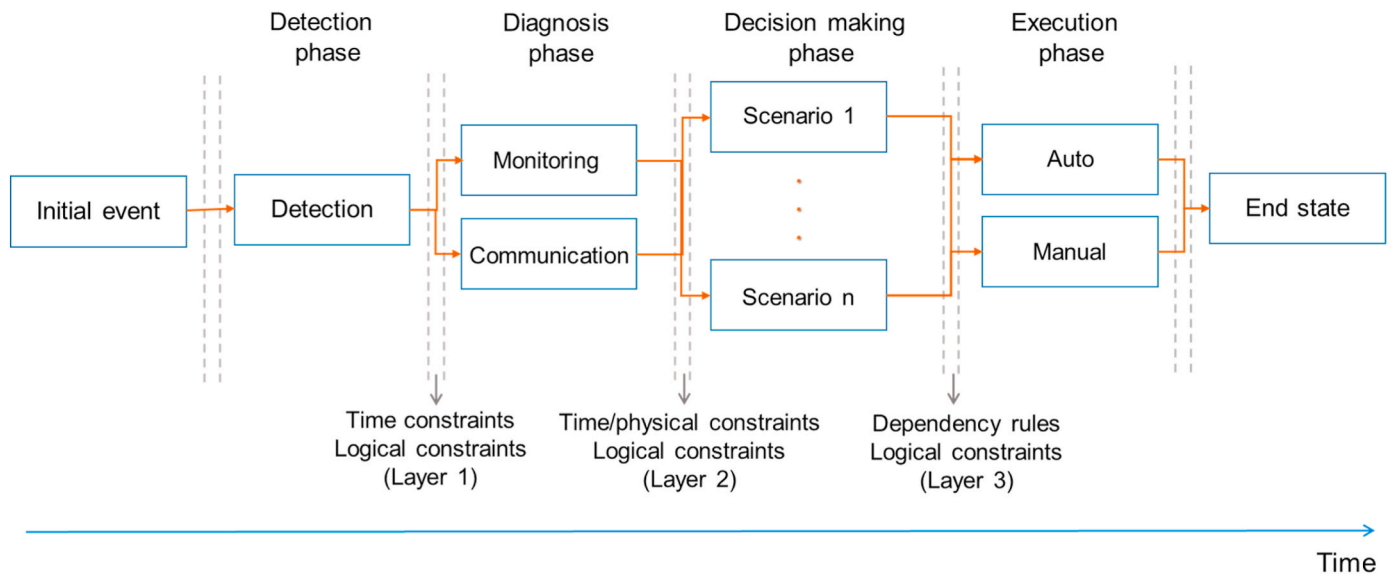 Detection
phase
Diagnosis
phase
Decision making
phase
Execution
phase
Initial event
Detection
Monitoring
Communication
Scenario 1
Scenario n
Auto
Manual
End state
Time constraints
Logical constraints
(Layer 1)
Time/physical constraints
Logical constraints
(Layer 2)
Dependency rules
Logical constraints
(Layer 3)
Time